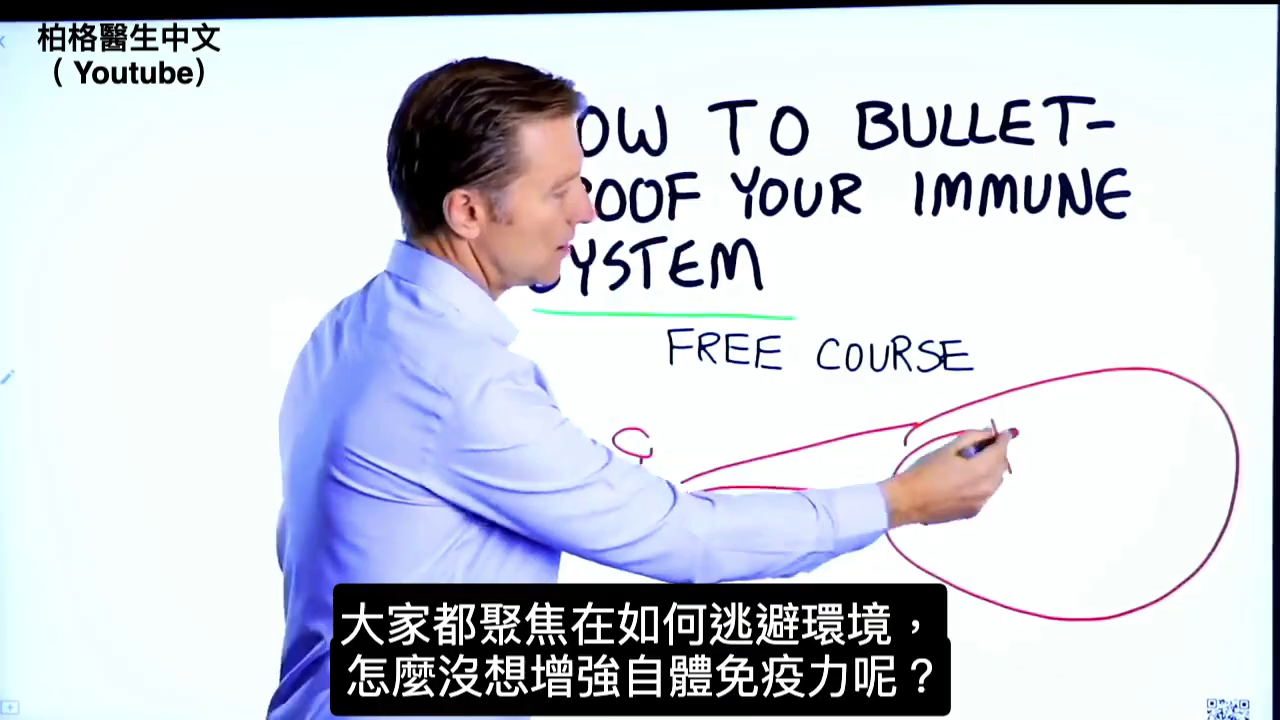 柏格醫生中文
( Youtube)
OW TO BULLET-
OOF YOUR IMMUNE
YSTEM
FREE COURSE
大家都聚焦在如何逃避環境，
怎麼沒想增強自體免疫力呢？